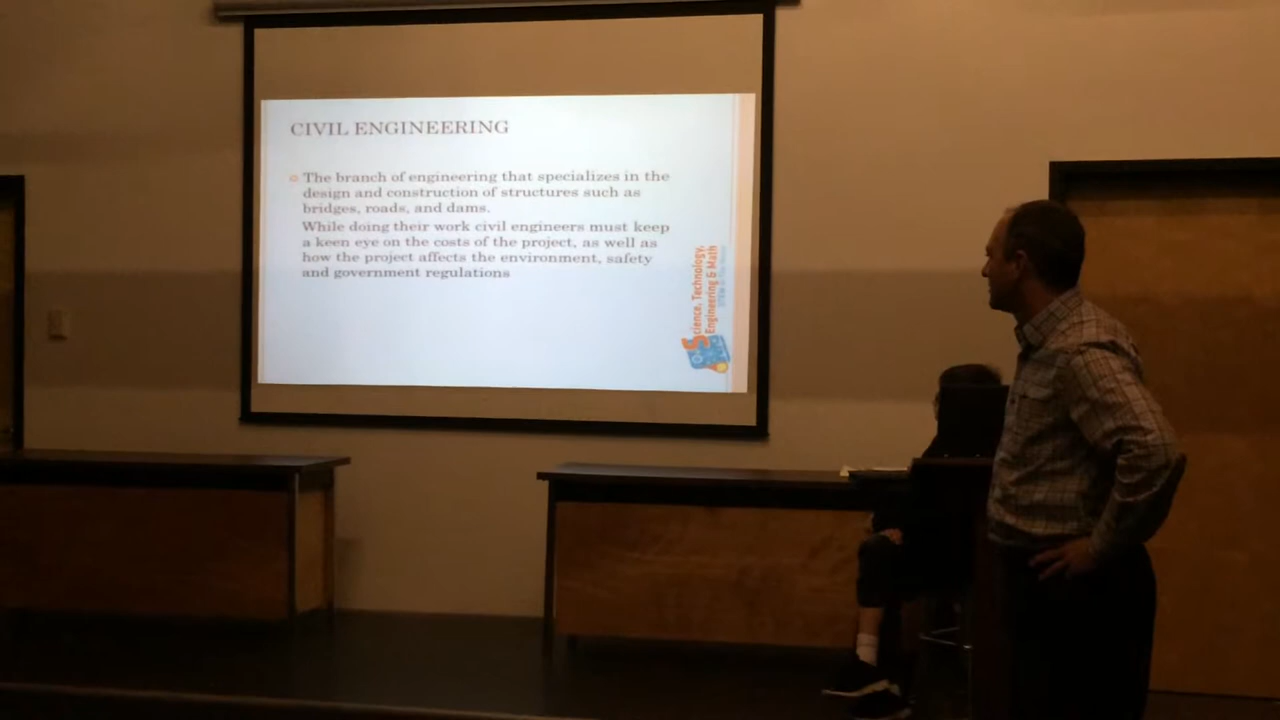 CIVIL ENGINEERING
The branch of engineering that specializes in the
design and construction of structures such as
bridges, roads, and dams.
While doing their work civil engineers must keep
a keen eye on the costs of the project, as well as
how the project affects the environment, safety
and government regulations
Science, Technology,
Engineering & Math